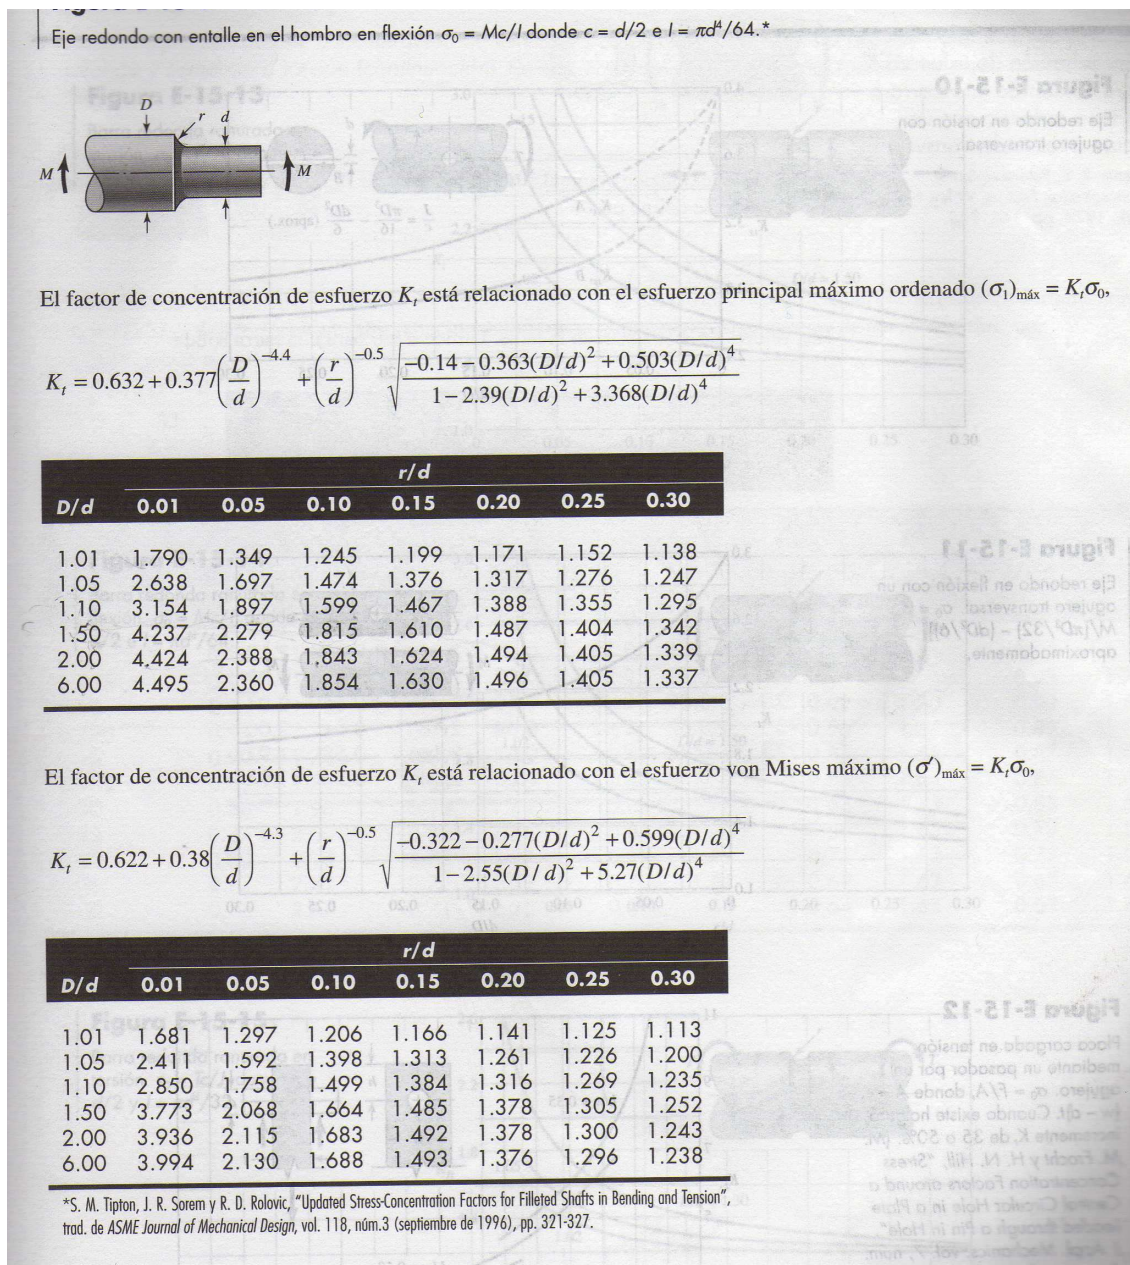 Eje redondo con entalle en el hombro en flexión σ₀ = Mc/I donde c = d/2 e I = πd⁴/64.*
D
r d
M
M
El factor de concentración de esfuerzo Kₜ está relacionado con el esfuerzo principal máximo ordenado (σ₁)máx = Kₜσ₀,
Kₜ = 0.632 + 0.377(D/d)^−4.4 + (r/d)^−0.5 √((−0.14 − 0.363(D/d)² + 0.503(D/d)⁴)/(1 − 2.39(D/d)² + 3.368(D/d)⁴))
r/d
D/d 0.01 0.05 0.10 0.15 0.20 0.25 0.30
1.01 1.790 1.349 1.245 1.199 1.171 1.152 1.138
1.05 2.638 1.697 1.474 1.376 1.317 1.276 1.247
1.10 3.154 1.897 1.599 1.467 1.388 1.355 1.295
1.50 4.237 2.279 1.815 1.610 1.487 1.404 1.342
2.00 4.424 2.388 1.843 1.624 1.494 1.405 1.339
6.00 4.495 2.360 1.854 1.630 1.496 1.405 1.337
El factor de concentración de esfuerzo Kₜ está relacionado con el esfuerzo von Mises máximo (σ′)máx = Kₜσ₀,
Kₜ = 0.622 + 0.38(D/d)^−4.3 + (r/d)^−0.5 √((−0.322 − 0.277(D/d)² + 0.599(D/d)⁴)/(1 − 2.55(D/d)² + 5.27(D/d)⁴))
r/d
D/d 0.01 0.05 0.10 0.15 0.20 0.25 0.30
1.01 1.681 1.297 1.206 1.166 1.141 1.125 1.113
1.05 2.411 1.592 1.398 1.313 1.261 1.226 1.200
1.10 2.850 1.758 1.499 1.384 1.316 1.269 1.235
1.50 3.773 2.068 1.664 1.485 1.378 1.305 1.252
2.00 3.936 2.115 1.683 1.492 1.378 1.300 1.243
6.00 3.994 2.130 1.688 1.493 1.376 1.296 1.238
*S. M. Tipton, J. R. Sorem y R. D. Rolovic, "Updated Stress-Concentration Factors for Filleted Shafts in Bending and Tension",
trad. de ASME Journal of Mechanical Design, vol. 118, núm.3 (septiembre de 1996), pp. 321-327.